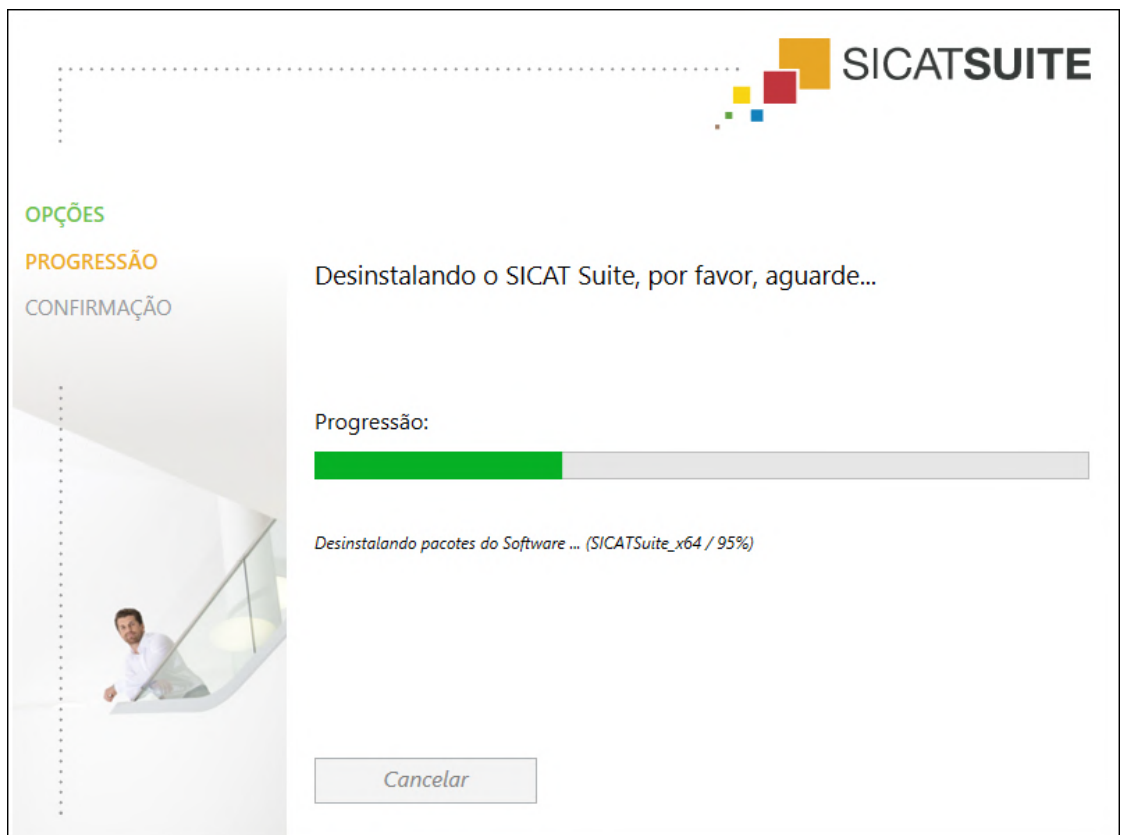 SICATSUITE
OPÇÕES
PROGRESSÃO
CONFIRMAÇÃO
Desinstalando o SICAT Suite, por favor, aguarde...
Progressão:
Desinstalando pacotes do Software ... (SICATSuite_x64 / 95%)
Cancelar